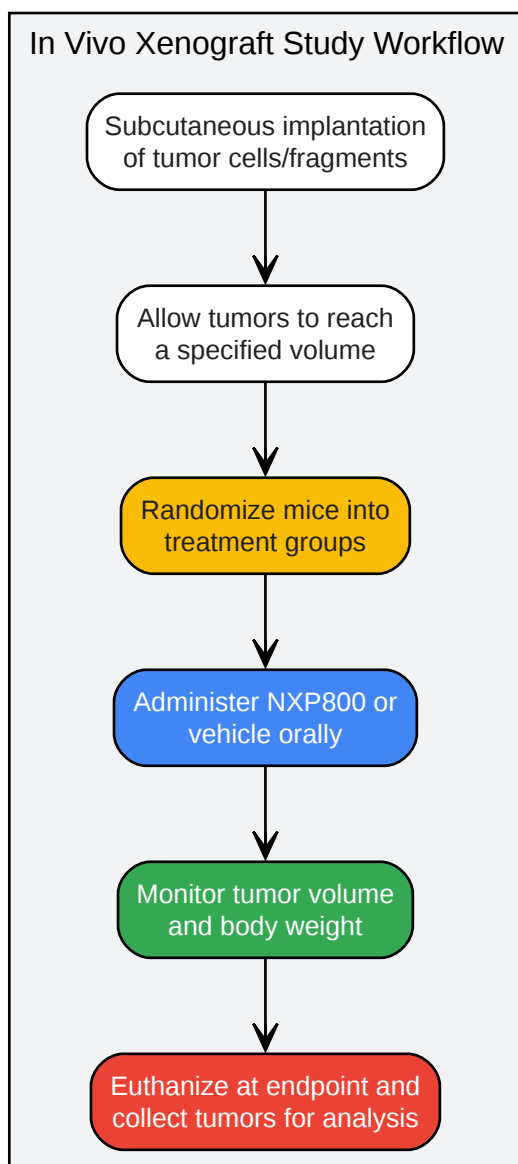 In Vivo Xenograft Study Workflow
Subcutaneous implantation
of tumor cells/fragments
Allow tumors to reach
a specified volume
Randomize mice into
treatment groups
Administer NXP800 or
vehicle orally
Monitor tumor volume
and body weight
Euthanize at endpoint and
collect tumors for analysis